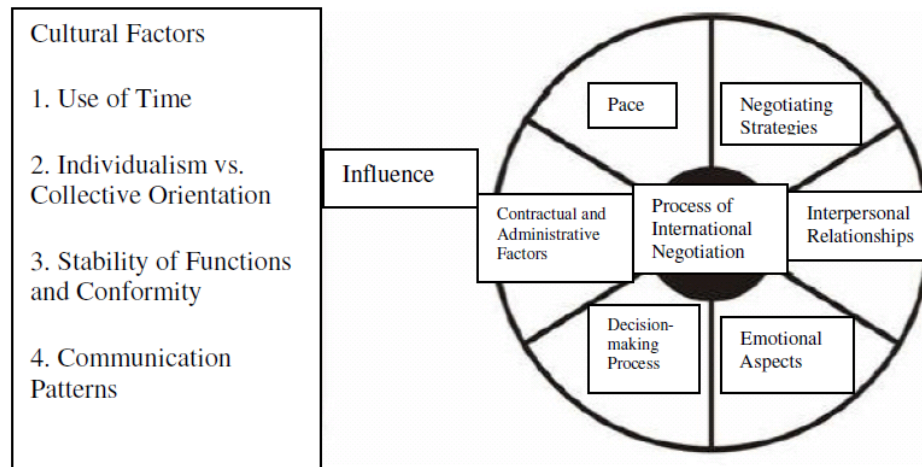 Cultural Factors
1. Use of Time
2. Individualism vs.
Collective Orientation
3. Stability of Functions
and Conformity
4. Communication
Patterns
Influence
Pace
Negotiating
Strategies
Contractual and
Administrative
Factors
Process of
International
Negotiation
Interpersonal
Relationships
Decision-
making
Process
Emotional
Aspects